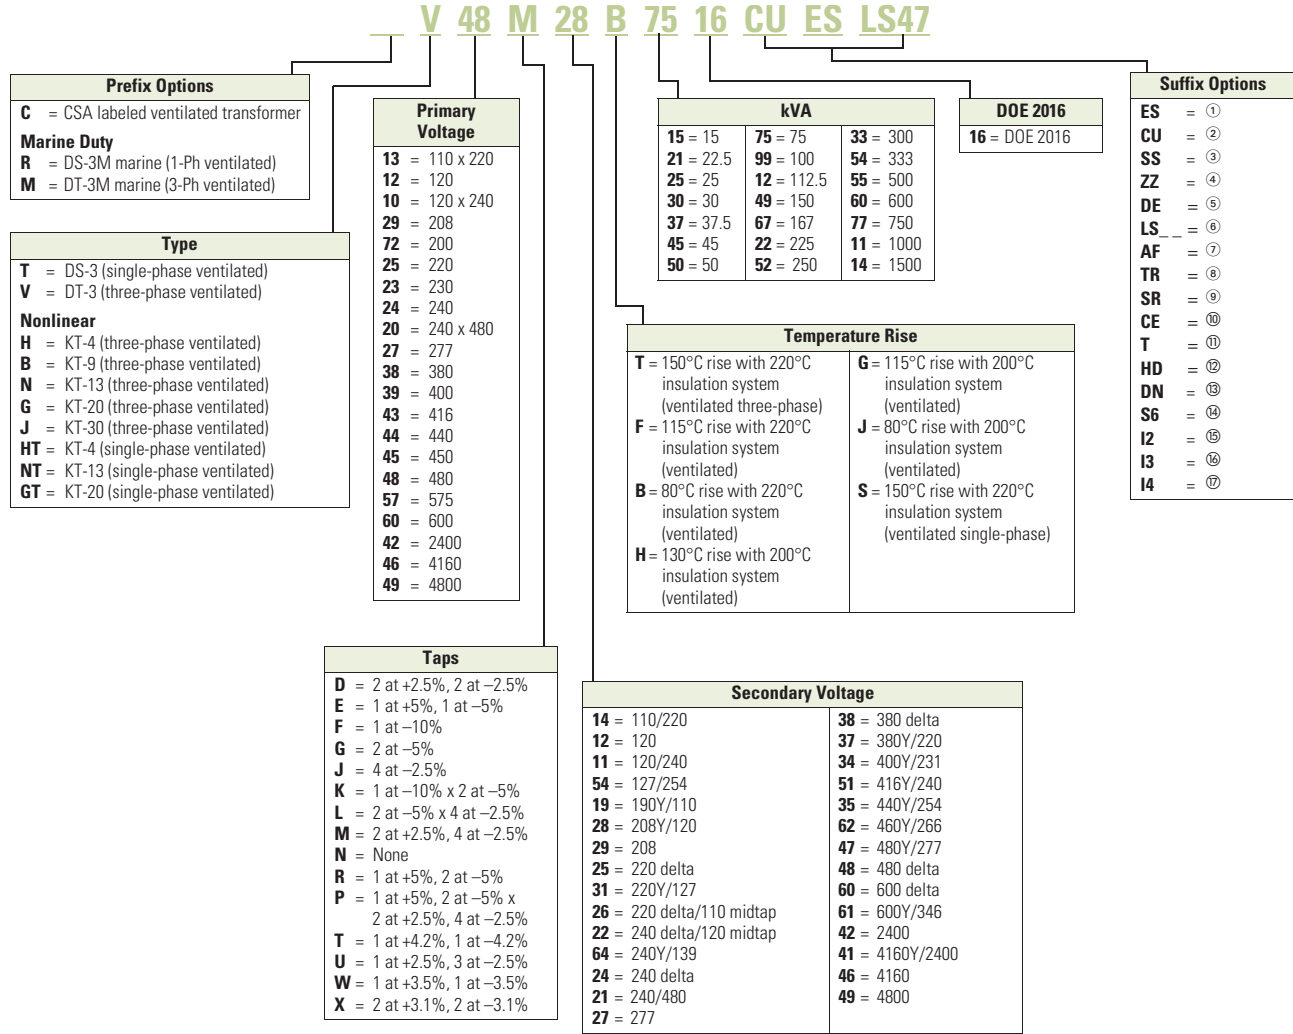 __ V 48 M 28 B 75 16 CU ES LS47
Prefix Options
C = CSA labeled ventilated transformer
Marine Duty
R = DS-3M marine (1-Ph ventilated)
M = DT-3M marine (3-Ph ventilated)
Type
T = DS-3 (single-phase ventilated)
V = DT-3 (three-phase ventilated)
Nonlinear
H = KT-4 (three-phase ventilated)
B = KT-9 (three-phase ventilated)
N = KT-13 (three-phase ventilated)
G = KT-20 (three-phase ventilated)
J = KT-30 (three-phase ventilated)
HT = KT-4 (single-phase ventilated)
NT = KT-13 (single-phase ventilated)
GT = KT-20 (single-phase ventilated)
Primary
Voltage
13 = 110 x 220
12 = 120
10 = 120 x 240
29 = 208
72 = 200
25 = 220
23 = 230
24 = 240
20 = 240 x 480
27 = 277
38 = 380
39 = 400
43 = 416
44 = 440
45 = 450
48 = 480
57 = 575
60 = 600
42 = 2400
46 = 4160
49 = 4800
Taps
D = 2 at +2.5%, 2 at –2.5%
E = 1 at +5%, 1 at –5%
F = 1 at –10%
G = 2 at –5%
J = 4 at –2.5%
K = 1 at –10% x 2 at –5%
L = 2 at –5% x 4 at –2.5%
M = 2 at +2.5%, 4 at –2.5%
N = None
R = 1 at +5%, 2 at –5%
P = 1 at +5%, 2 at –5% x
2 at +2.5%, 4 at –2.5%
T = 1 at +4.2%, 1 at –4.2%
U = 1 at +2.5%, 3 at –2.5%
W = 1 at +3.5%, 1 at –3.5%
X = 2 at +3.1%, 2 at –3.1%
Secondary Voltage
14 = 110/220
12 = 120
11 = 120/240
54 = 127/254
19 = 190Y/110
28 = 208Y/120
29 = 208
25 = 220 delta
31 = 220Y/127
26 = 220 delta/110 midtap
22 = 240 delta/120 midtap
64 = 240Y/139
24 = 240 delta
21 = 240/480
27 = 277
38 = 380 delta
37 = 380Y/220
34 = 400Y/231
51 = 416Y/240
35 = 440Y/254
62 = 460Y/266
47 = 480Y/277
48 = 480 delta
60 = 600 delta
61 = 600Y/346
42 = 2400
41 = 4160Y/2400
46 = 4160
49 = 4800
Temperature Rise
T = 150°C rise with 220°C
insulation system
(ventilated three-phase)
F = 115°C rise with 220°C
insulation system
(ventilated)
B = 80°C rise with 220°C
insulation system
(ventilated)
H = 130°C rise with 200°C
insulation system
(ventilated)
G = 115°C rise with 200°C
insulation system
(ventilated)
J = 80°C rise with 200°C
insulation system
(ventilated)
S = 150°C rise with 220°C
insulation system
(ventilated single-phase)
kVA
15 = 15
21 = 22.5
25 = 25
30 = 30
37 = 37.5
45 = 45
50 = 50
75 = 75
99 = 100
12 = 112.5
49 = 150
67 = 167
22 = 225
52 = 250
33 = 300
54 = 333
55 = 500
60 = 600
77 = 750
11 = 1000
14 = 1500
DOE 2016
16 = DOE 2016
Suffix Options
ES = ①
CU = ②
SS = ③
ZZ = ④
DE = ⑤
LS_ _ = ⑥
AF = ⑦
TR = ⑧
SR = ⑨
CE = ⑩
T = ⑪
HD = ⑫
DN = ⑬
S6 = ⑭
I2 = ⑮
I3 = ⑯
I4 = ⑰